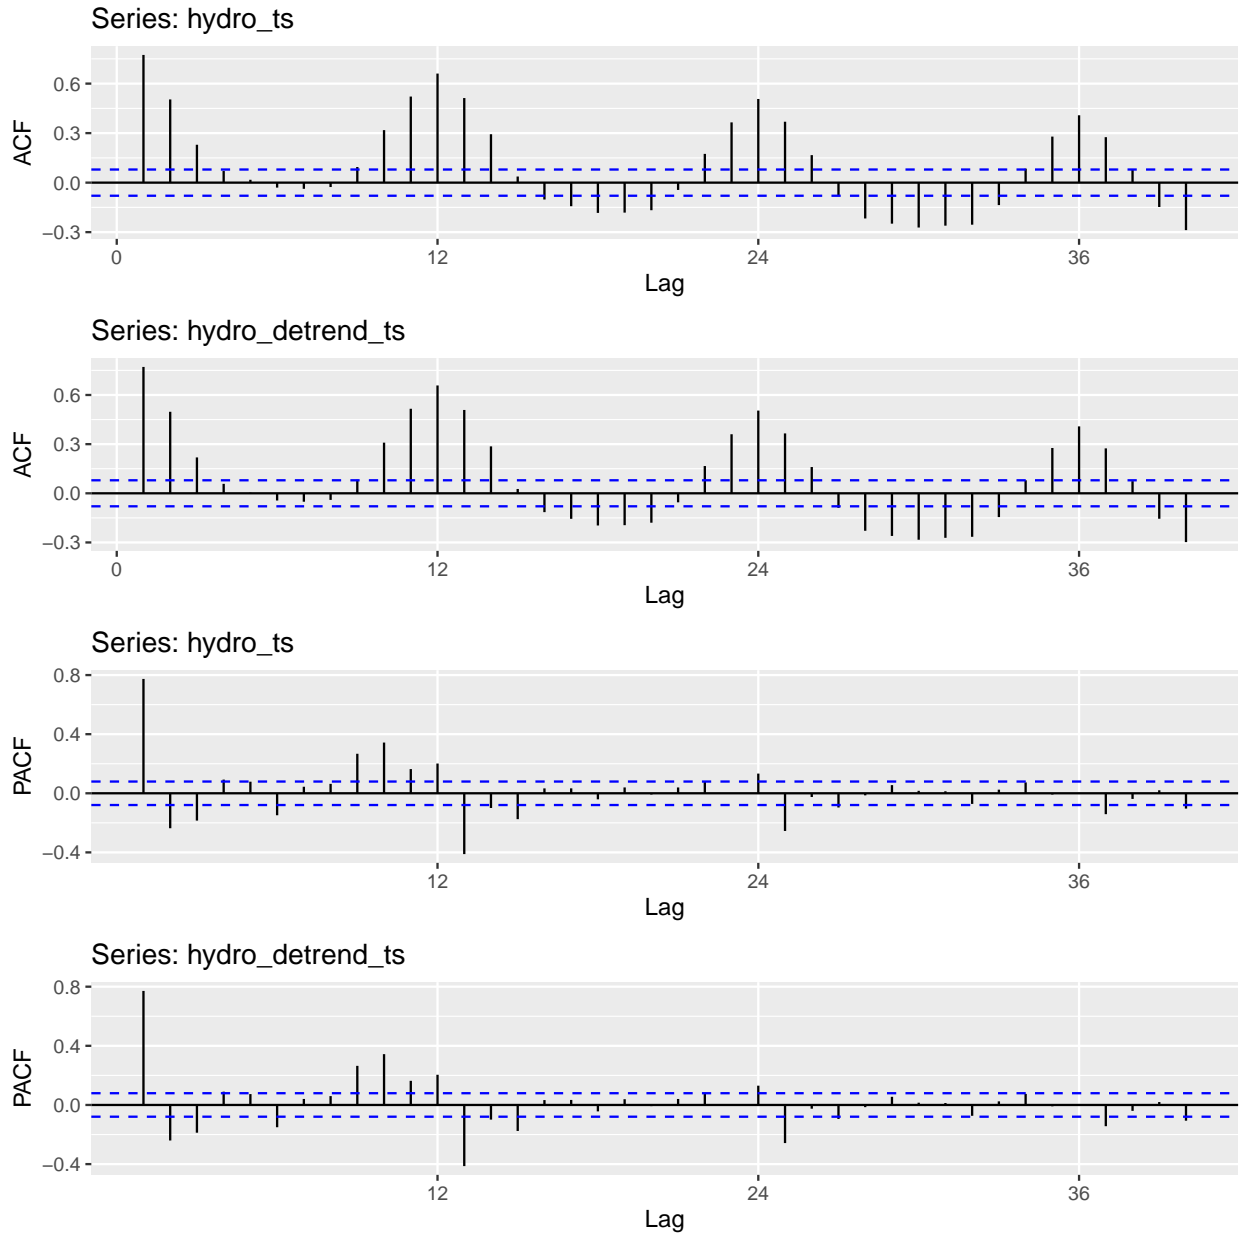 Series: hydro_ts
0.6
0.3
0.0
−0.3
ACF
0 12 24 36
Lag
Series: hydro_detrend_ts
0.6
0.3
0.0
−0.3
ACF
0 12 24 36
Lag
Series: hydro_ts
0.8
0.4
0.0
−0.4
PACF
12 24 36
Lag
Series: hydro_detrend_ts
0.8
0.4
0.0
−0.4
PACF
12 24 36
Lag